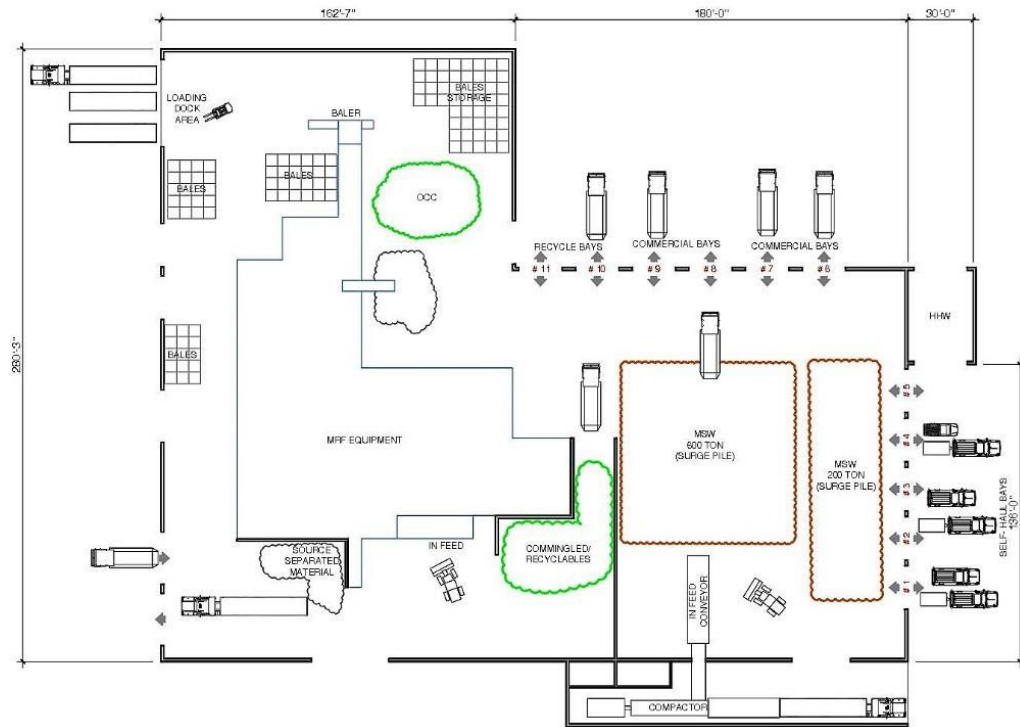 162'-7"
180'-0"
30'-0"
LOADING
DOCK
AREA
BALER
BALES
STORAGE
BALES
BALES
OCC
RECYCLE BAYS
COMMERCIAL BAYS
COMMERCIAL BAYS
#11
#10
#9
#8
#7
#6
280'-3"
HHW
BALES
#5
MRF EQUIPMENT
MSW
600 TON
(SURGE PILE)
#4
MSW
200 TON
(SURGE PILE)
#3
SELF-HAUL BAYS
136'-0"
#2
SOURCE
SEPARATED
MATERIAL
IN FEED
COMMINGLED/
RECYCLABLES
#1
IN FEED
CONVEYOR
COMPACTOR